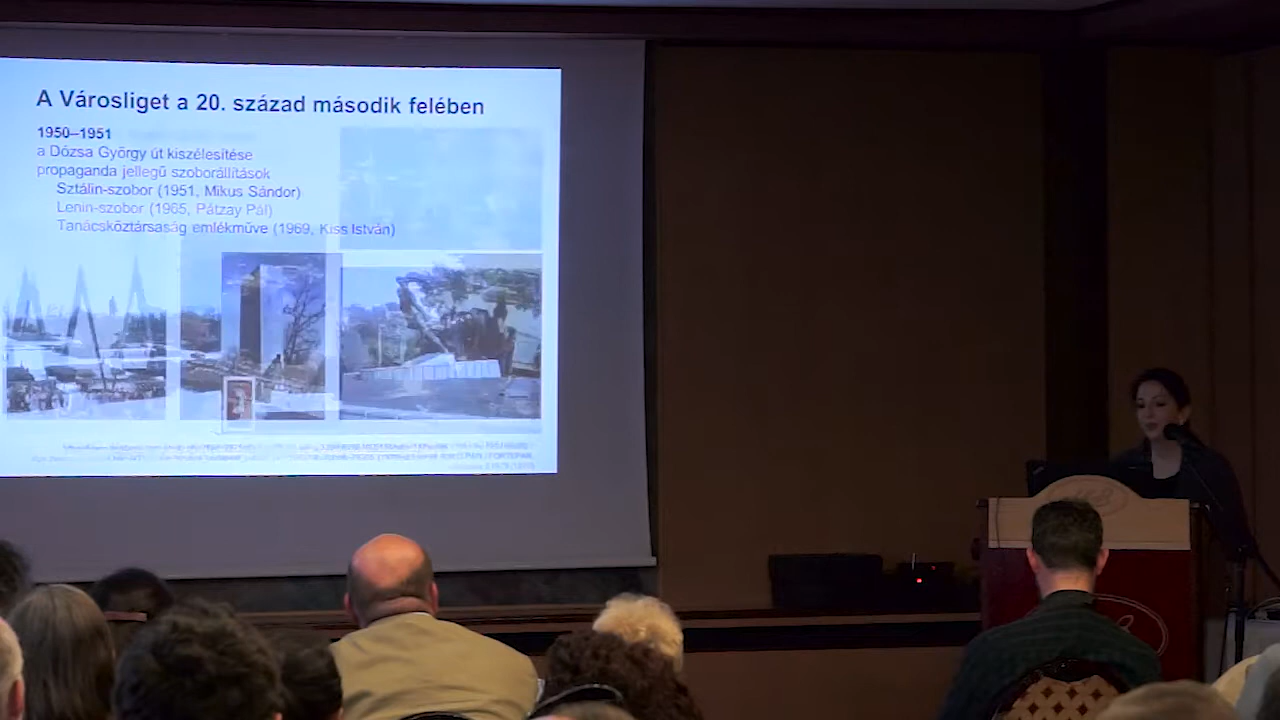 A Városliget a 20. század második felében
1950–1951
a Dózsa György út kiszélesítése
propaganda jellegű szoborállítások
Sztálin-szobor (1951, Mikus Sándor)
Lenin-szobor (1965, Pátzay Pál)
Tanácsköztársaság emlékműve (1969, Kiss István)